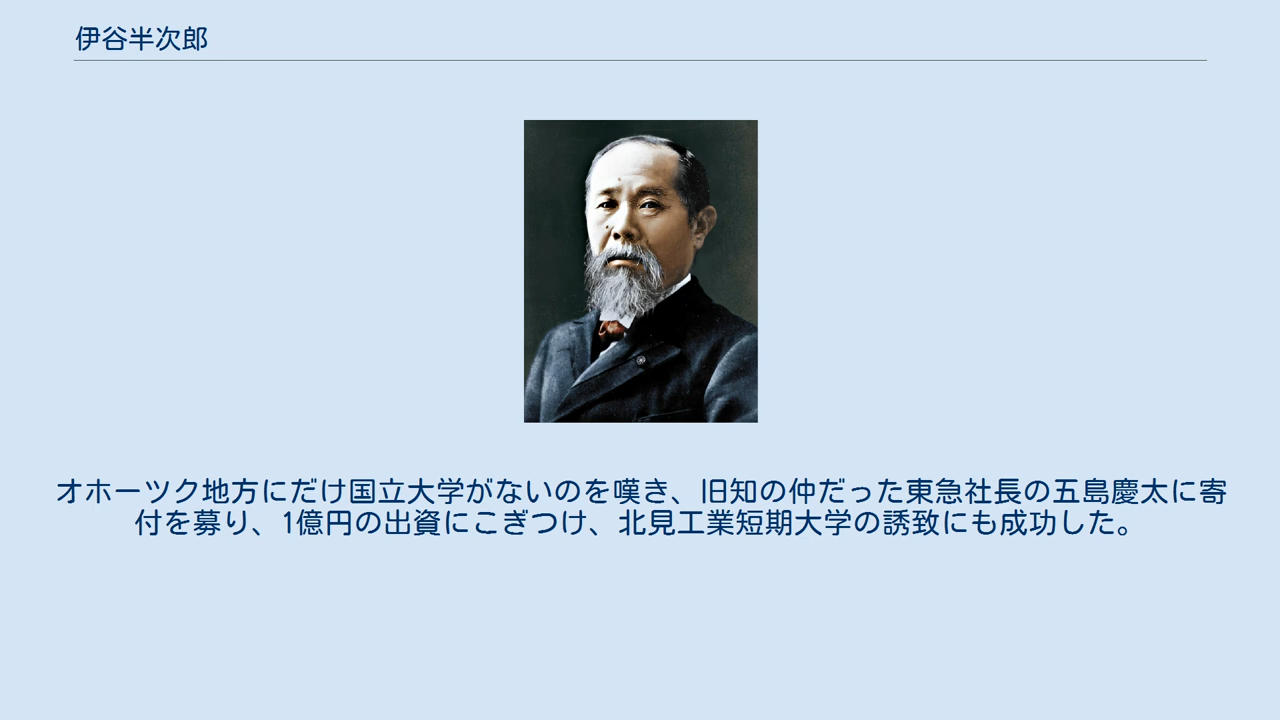 伊谷半次郎
オホーツク地方にだけ国立大学がないのを嘆き、旧知の仲だった東急社長の五島慶太に寄
付を募り、1億円の出資にこぎつけ、北見工業短期大学の誘致にも成功した。